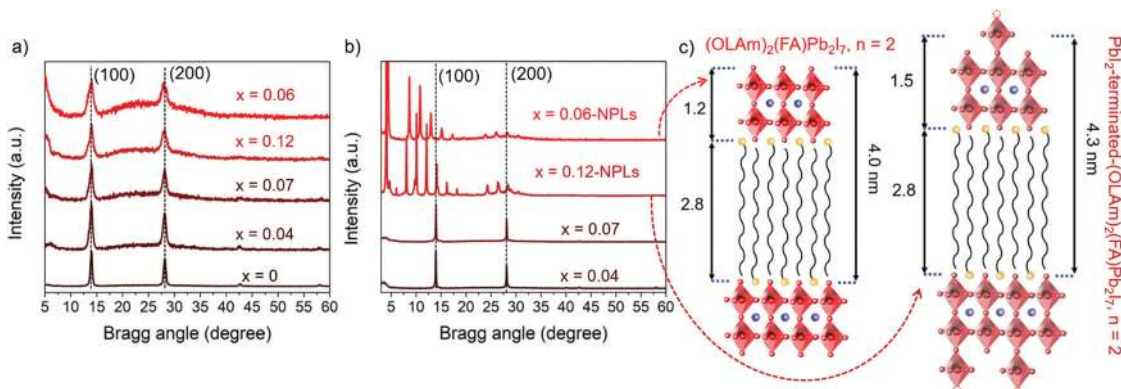 a)
(100)
(200)
x = 0.06
x = 0.12
x = 0.07
x = 0.04
x = 0
Intensity (a.u.)
5 10 15 20 25 30 35 40 45 50 55 60
Bragg angle (degree)
b)
(100)
(200)
x = 0.06-NPLs
x = 0.12-NPLs
x = 0.07
x = 0.04
Intensity (a.u.)
5 10 15 20 25 30 35 40 45 50 55 60
Bragg angle (degree)
c)
(OLAm)₂(FA)Pb₂I₇, n = 2
1.2
2.8
4.0 nm
1.5
2.8
4.3 nm
PbI₂-terminated-(OLAm)₂(FA)Pb₂I₇, n = 2